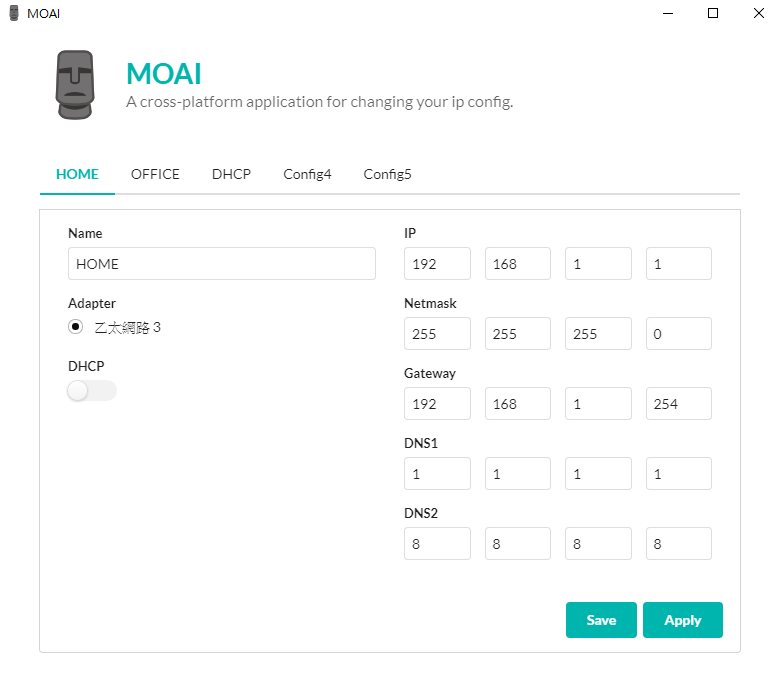 MOAI
MOAI
A cross-platform application for changing your ip config.
HOME OFFICE DHCP Config4 Config5
Name
HOME
Adapter
乙太網路 3
DHCP
IP
192 168 1 1
Netmask
255 255 255 0
Gateway
192 168 1 254
DNS1
1 1 1 1
DNS2
8 8 8 8
Save Apply